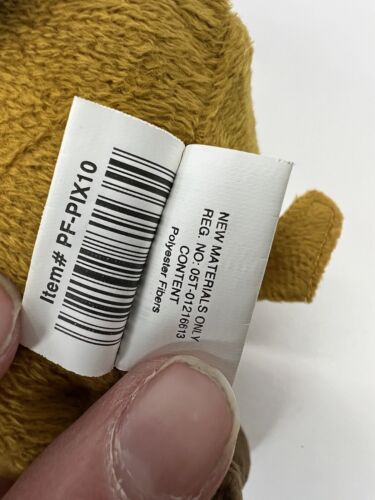 Item# PF-PIX10
NEW MATERIALS ONLY
REG. NO: 05T-01216613
CONTENT
Polyester Fibers